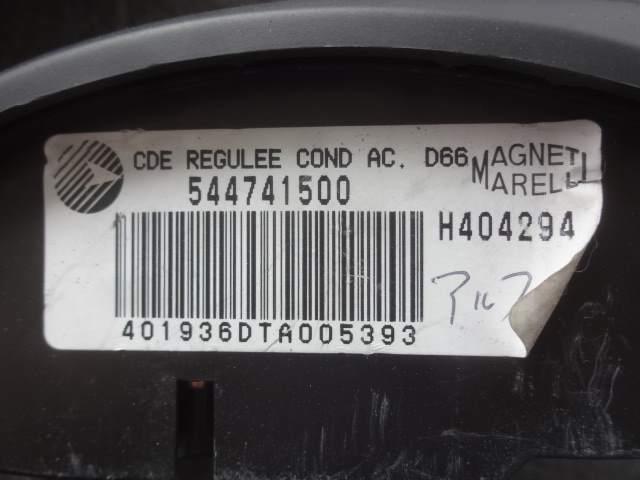 CDE REGULEE COND AC. D66
MAGNETI
MARELLI
544741500
H404294
401936DTA005393